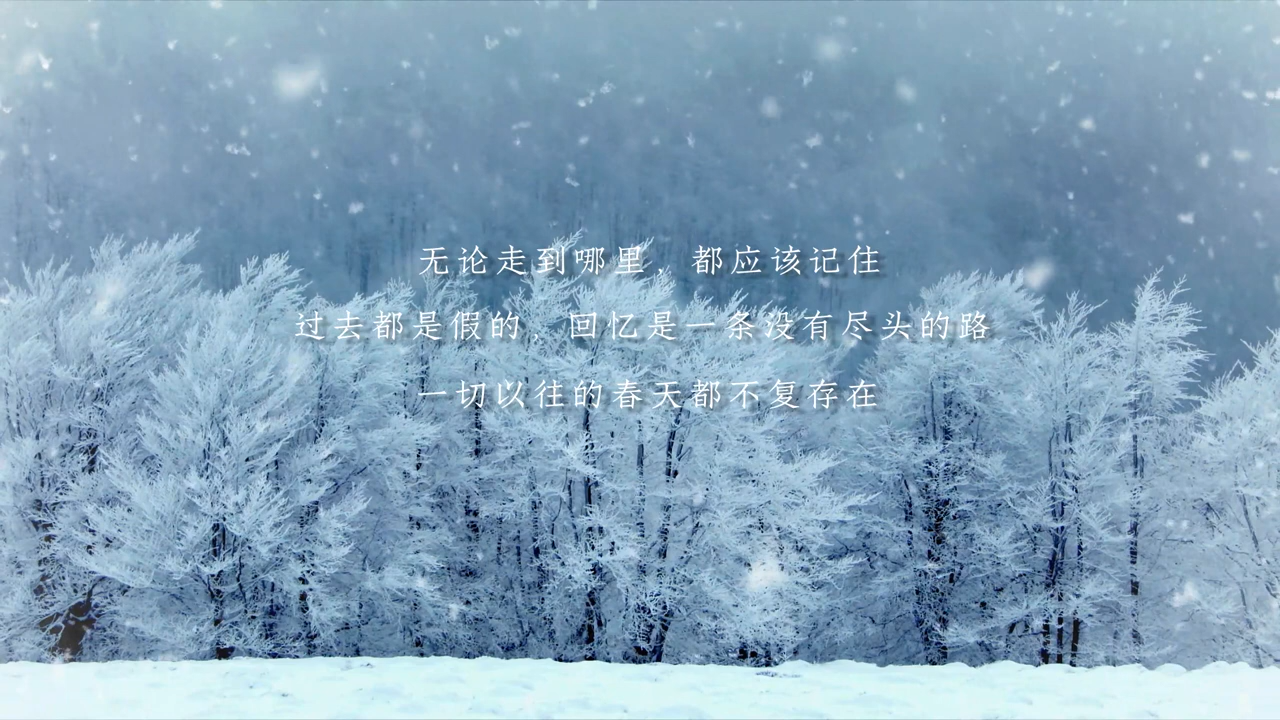 无论走到哪里 都应该记住
过去都是假的，回忆是一条没有尽头的路
一切以往的春天都不复存在